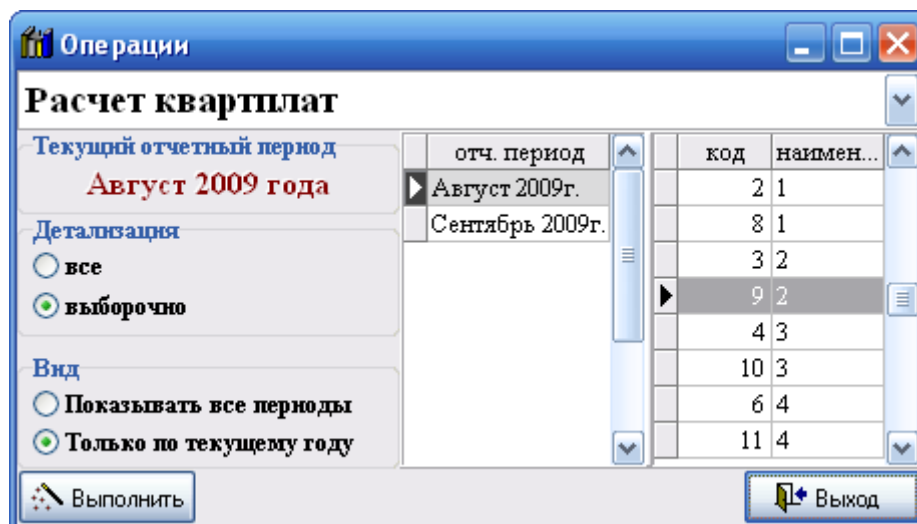 Операции
Расчет квартплат
Текущий отчетный период
Август 2009 года
Детализация
все
выборочно
Вид
Показывать все периоды
Только по текущему году
отч. период
Август 2009г.
Сентябрь 2009г.
код наимен...
2 1
8 1
3 2
9 2
4 3
10 3
6 4
11 4
Выполнить
Выход